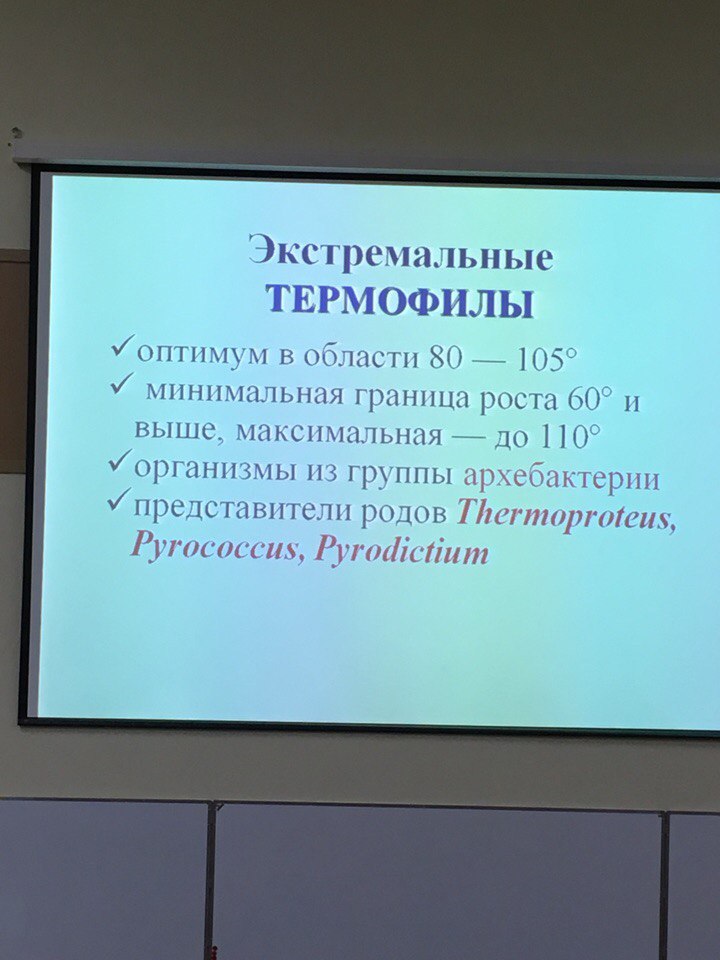 Экстремальные
ТЕРМОФИЛЫ
✓оптимум в области 80 — 105°
✓ минимальная граница роста 60° и
выше, максимальная — до 110°
✓организмы из группы архебактерии
✓представители родов Thermoproteus,
Pyrococcus, Pyrodictium